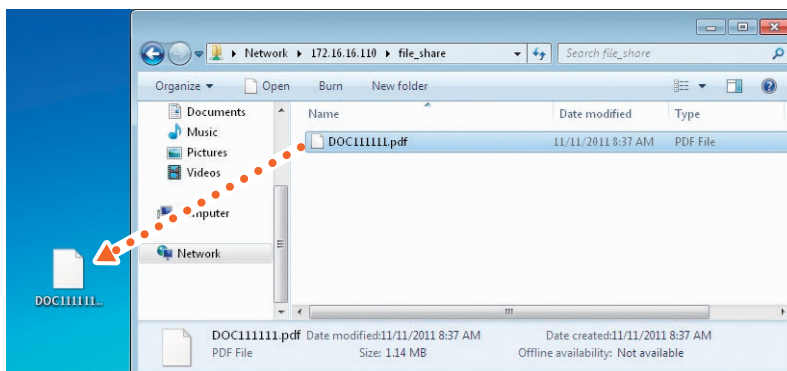 Network ▸ 172.16.16.110 ▸ file_share
Search file_share
Organize ▾ Open Burn New folder
Documents
Music
Pictures
Videos
Network
Name Date modified Type
DOC111111.pdf 11/11/2011 8:37 AM PDF File
DOC111111...
DOC111111.pdf Date modified:11/11/2011 8:37 AM Date created:11/11/2011 8:37 AM
PDF File Size: 1.14 MB Offline availability: Not available